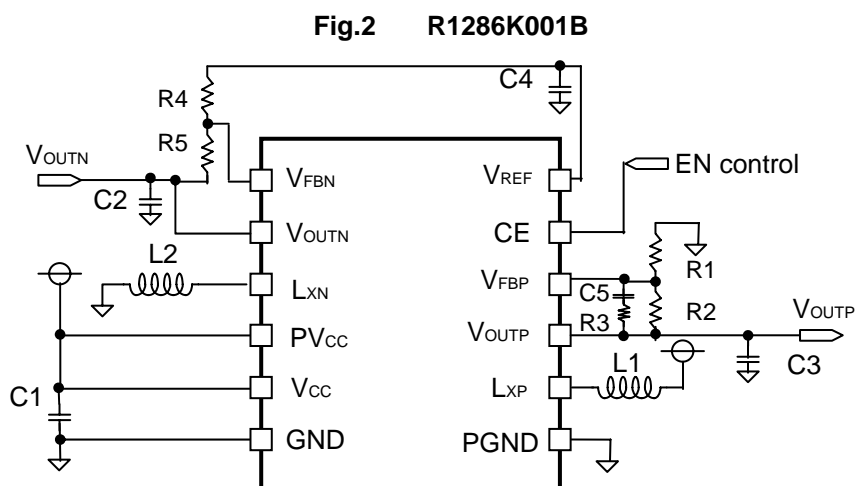 Fig.2 R1286K001B
C4
R4
R5
VOUTN
C2
VFBN
VREF
EN control
VOUTN
CE
L2
LXN
VFBP
R1
C5
R3
R2
VOUTP
VOUTP
PVCC
C3
L1
VCC
LXP
C1
GND
PGND